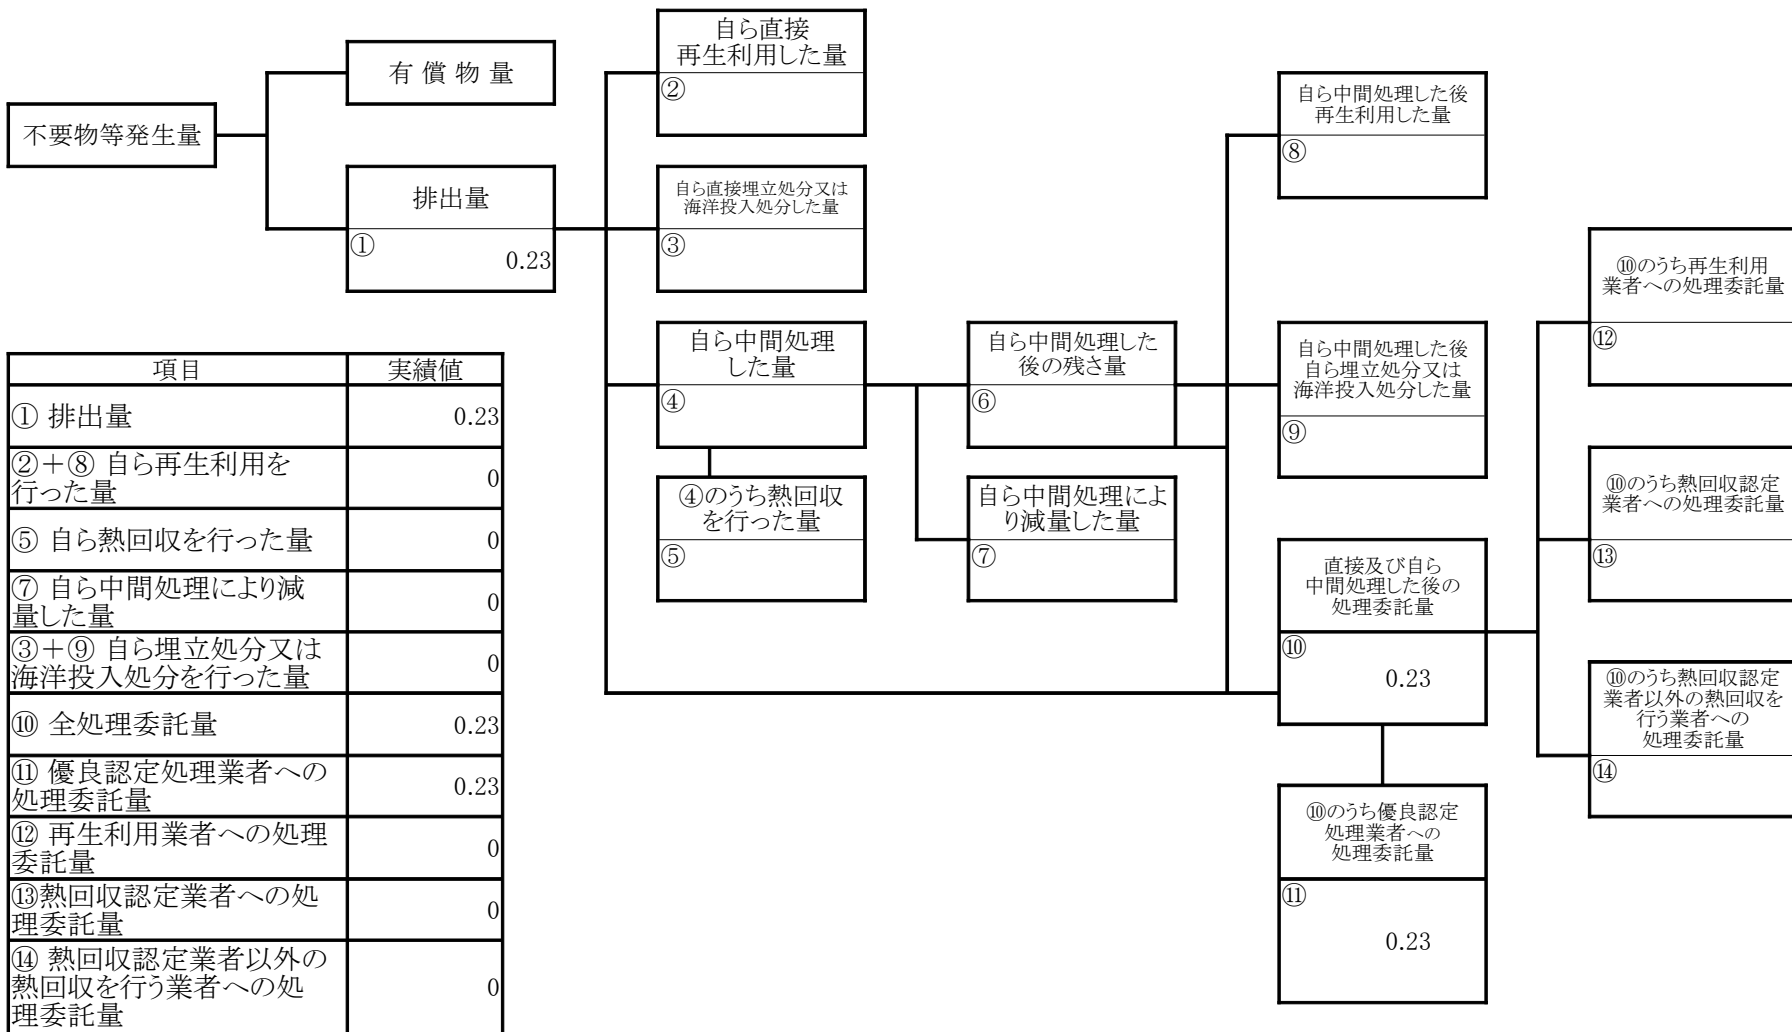 不要物等発生量
有 償 物 量
排出量
①
0.23
自ら直接
再生利用した量
②
自ら直接埋立処分又は
海洋投入処分した量
③
自ら中間処理
した量
④
④のうち熱回収
を行った量
⑤
自ら中間処理した
後の残さ量
⑥
自ら中間処理によ
り減量した量
⑦
自ら中間処理した後
再生利用した量
⑧
自ら中間処理した後
自ら埋立処分又は
海洋投入処分した量
⑨
直接及び自ら
中間処理した後の
処理委託量
⑩
0.23
⑩のうち優良認定
処理業者への
処理委託量
⑪
0.23
⑩のうち再生利用
業者への処理委託量
⑫
⑩のうち熱回収認定
業者への処理委託量
⑬
⑩のうち熱回収認定
業者以外の熱回収を
行う業者への
処理委託量
⑭
項目 実績値
① 排出量 0.23
②+⑧ 自ら再生利用を
行った量 0
⑤ 自ら熱回収を行った量 0
⑦ 自ら中間処理により減
量した量 0
③+⑨ 自ら埋立処分又は
海洋投入処分を行った量 0
⑩ 全処理委託量 0.23
⑪ 優良認定処理業者への
処理委託量 0.23
⑫ 再生利用業者への処理
委託量 0
⑬熱回収認定業者への処
理委託量 0
⑭ 熱回収認定業者以外の
熱回収を行う業者への処
理委託量 0